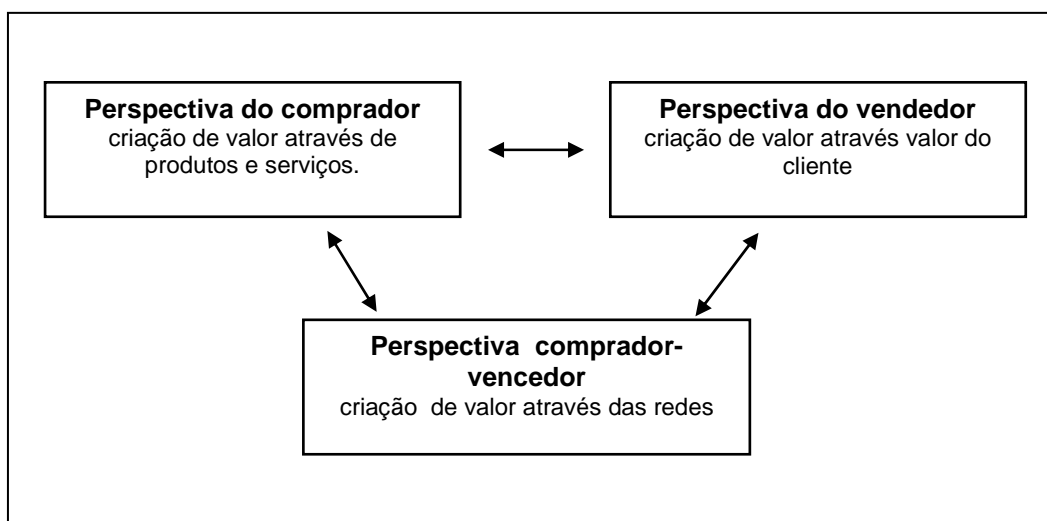 Perspectiva do comprador
criação de valor através de
produtos e serviços.
Perspectiva do vendedor
criação de valor através valor do
cliente
Perspectiva comprador-
vencedor
criação de valor através das redes